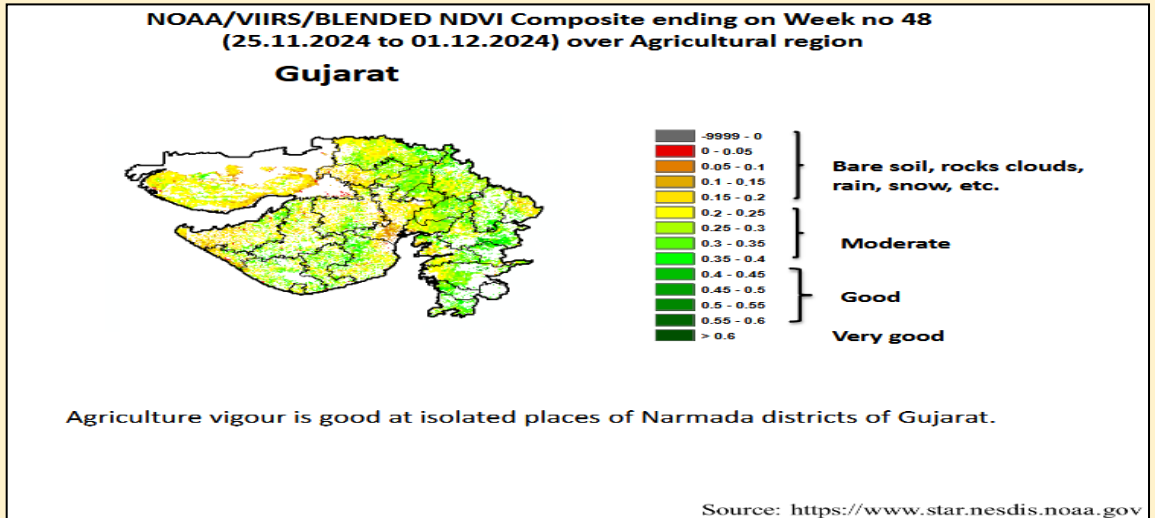 NOAA/VIIRS/BLENDED NDVI Composite ending on Week no 48
(25.11.2024 to 01.12.2024) over Agricultural region
Gujarat
-9999 - 0
0 - 0.05
0.05 - 0.1
0.1 - 0.15
0.15 - 0.2
0.2 - 0.25
0.25 - 0.3
0.3 - 0.35
0.35 - 0.4
0.4 - 0.45
0.45 - 0.5
0.5 - 0.55
0.55 - 0.6
> 0.6
Bare soil, rocks clouds,
rain, snow, etc.
Moderate
Good
Very good
Agriculture vigour is good at isolated places of Narmada districts of Gujarat.
Source: https://www.star.nesdis.noaa.gov